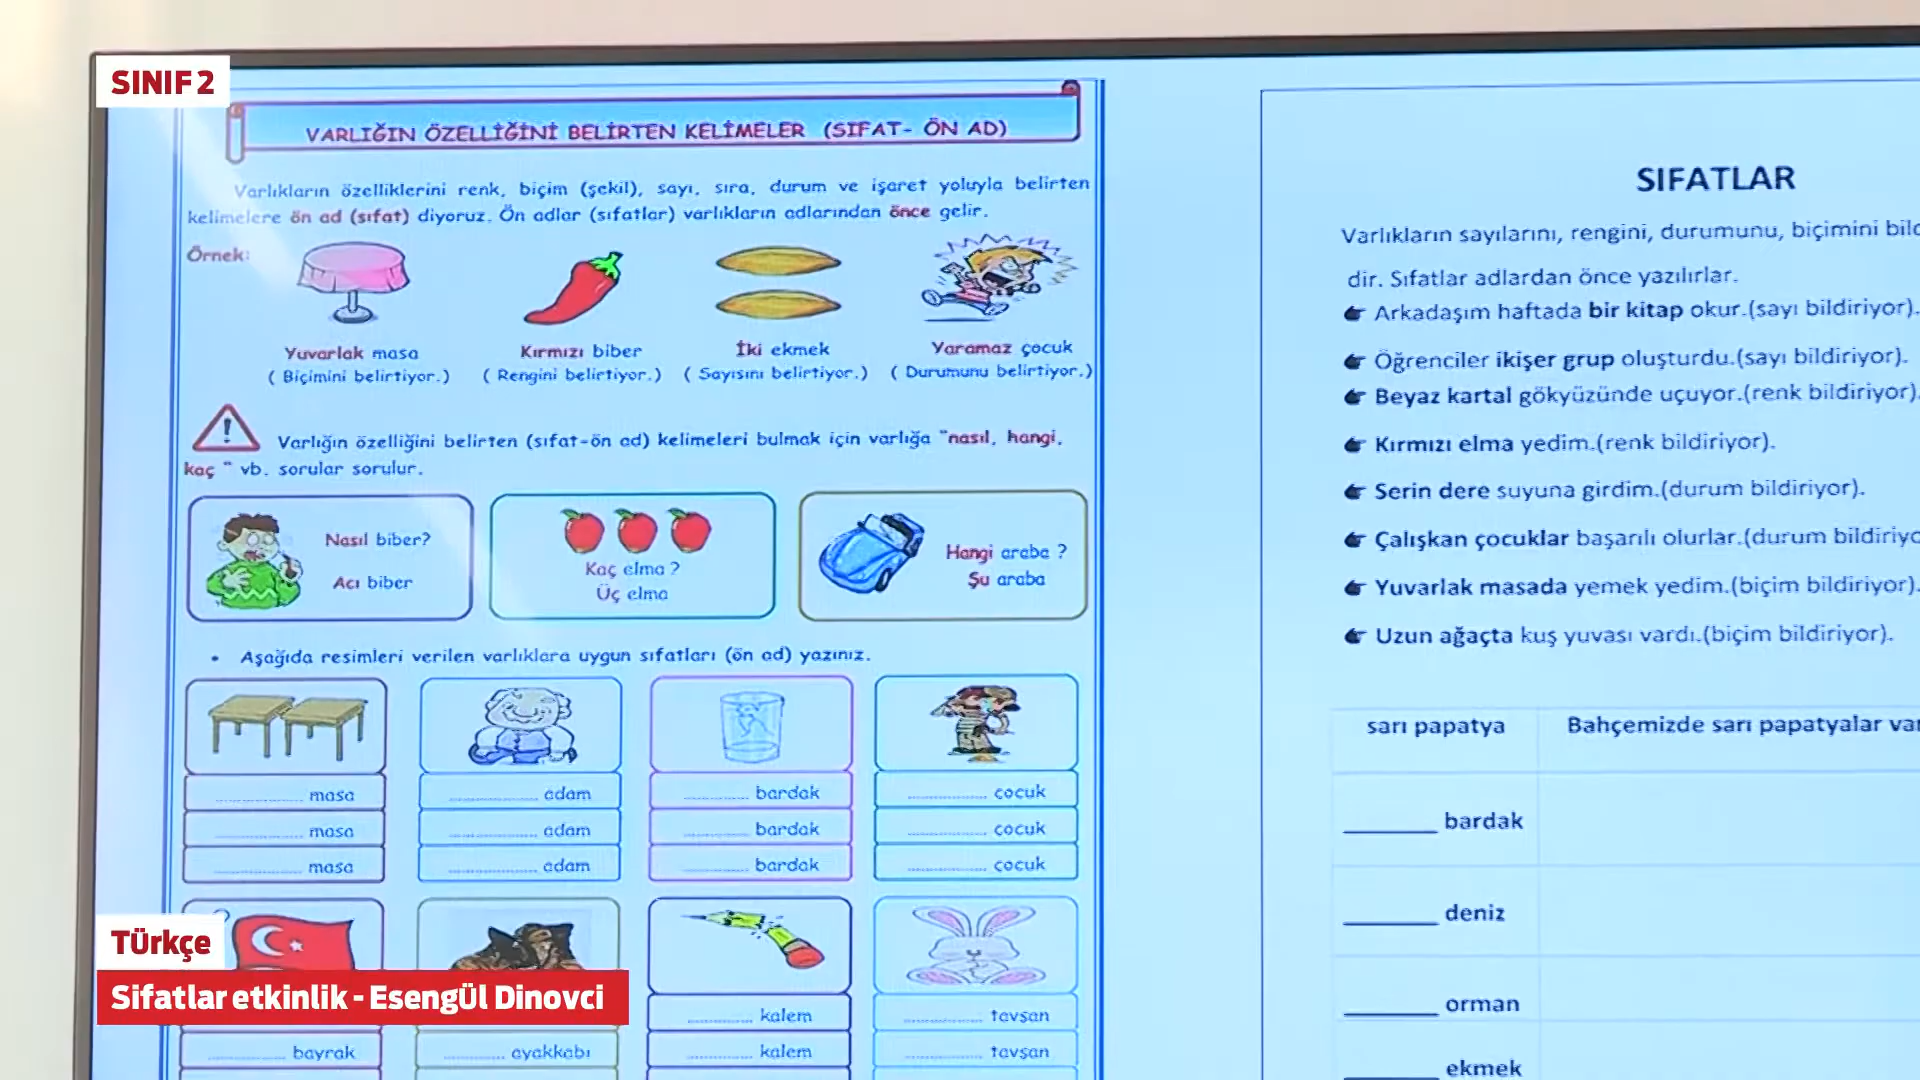 SINIF 2
VARLIĞIN ÖZELLİĞİNİ BELİRTEN KELİMELER (SIFAT- ÖN AD)
Varlıkların özelliklerini renk, biçim (şekil), sayı, sıra, durum ve işaret yoluyla belirten
kelimelere ön ad (sıfat) diyoruz. Ön adlar (sıfatlar) varlıkların adlarından önce gelir.
Örnek:
Yuvarlak masa
( Biçimini belirtiyor.)
Kırmızı biber
( Rengini belirtiyor.)
İki ekmek
( Sayısını belirtiyor.)
Yaramaz çocuk
( Durumunu belirtiyor.)
Varlığın özelliğini belirten (sıfat-ön ad) kelimeleri bulmak için varlığa "nasıl, hangi,
kaç " vb. sorular sorulur.
Nasıl biber?
Acı biber
Kaç elma ?
Üç elma
Hangi araba ?
Şu araba
• Aşağıda resimleri verilen varlıklara uygun sıfatları (ön ad) yazınız.
................ masa
................ masa
................ masa
................ adam
................ adam
................ adam
................ bardak
................ bardak
................ bardak
................ çocuk
................ çocuk
................ çocuk
................ bayrak
................ ayakkabı
................ kalem
................ kalem
................ tavşan
................ tavşan
SIFATLAR
Varlıkların sayılarını, rengini, durumunu, biçimini
dir. Sıfatlar adlardan önce yazılırlar.
☛ Arkadaşım haftada bir kitap okur.(sayı bildiriyor).
☛ Öğrenciler ikişer grup oluşturdu.(sayı bildiriyor).
☛ Beyaz kartal gökyüzünde uçuyor.(renk bildiriyor).
☛ Kırmızı elma yedim.(renk bildiriyor).
☛ Serin dere suyuna girdim.(durum bildiriyor).
☛ Çalışkan çocuklar başarılı olurlar.(durum bildiriyo
☛ Yuvarlak masada yemek yedim.(biçim bildiriyor).
☛ Uzun ağaçta kuş yuvası vardı.(biçim bildiriyor).
sarı papatya
Bahçemizde sarı papatyalar var
________ bardak
________ deniz
________ orman
________ ekmek
Türkçe
Sifatlar etkinlik - Esengül Dinovci